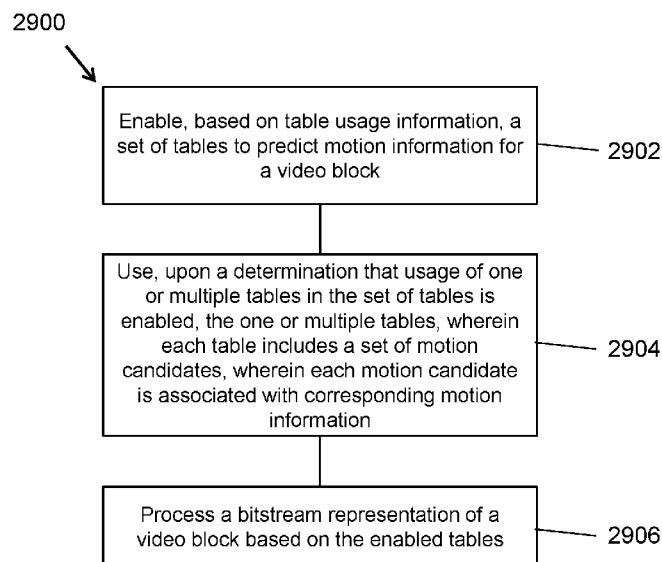 2900
Enable, based on table usage information, a
set of tables to predict motion information for
a video block
2902
Use, upon a determination that usage of one
or multiple tables in the set of tables is
enabled, the one or multiple tables, wherein
each table includes a set of motion
candidates, wherein each motion candidate
is associated with corresponding motion
information
2904
Process a bitstream representation of a
video block based on the enabled tables
2906